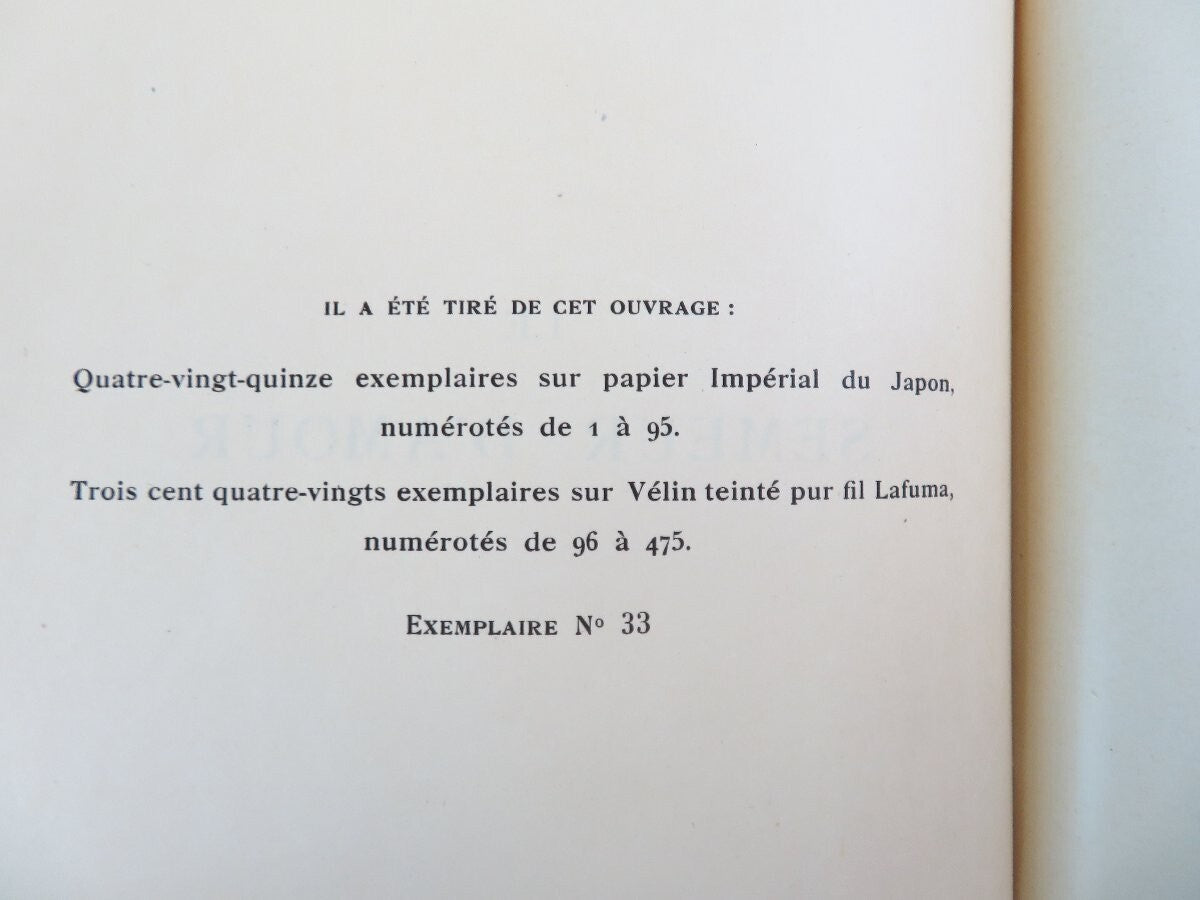 IL A ÉTÉ TIRÉ DE CET OUVRAGE :
Quatre-vingt-quinze exemplaires sur papier Impérial du Japon,
numérotés de 1 à 95.
Trois cent quatre-vingts exemplaires sur Vélin teinté pur fil Lafuma,
numérotés de 96 à 475.
EXEMPLAIRE Nº 33